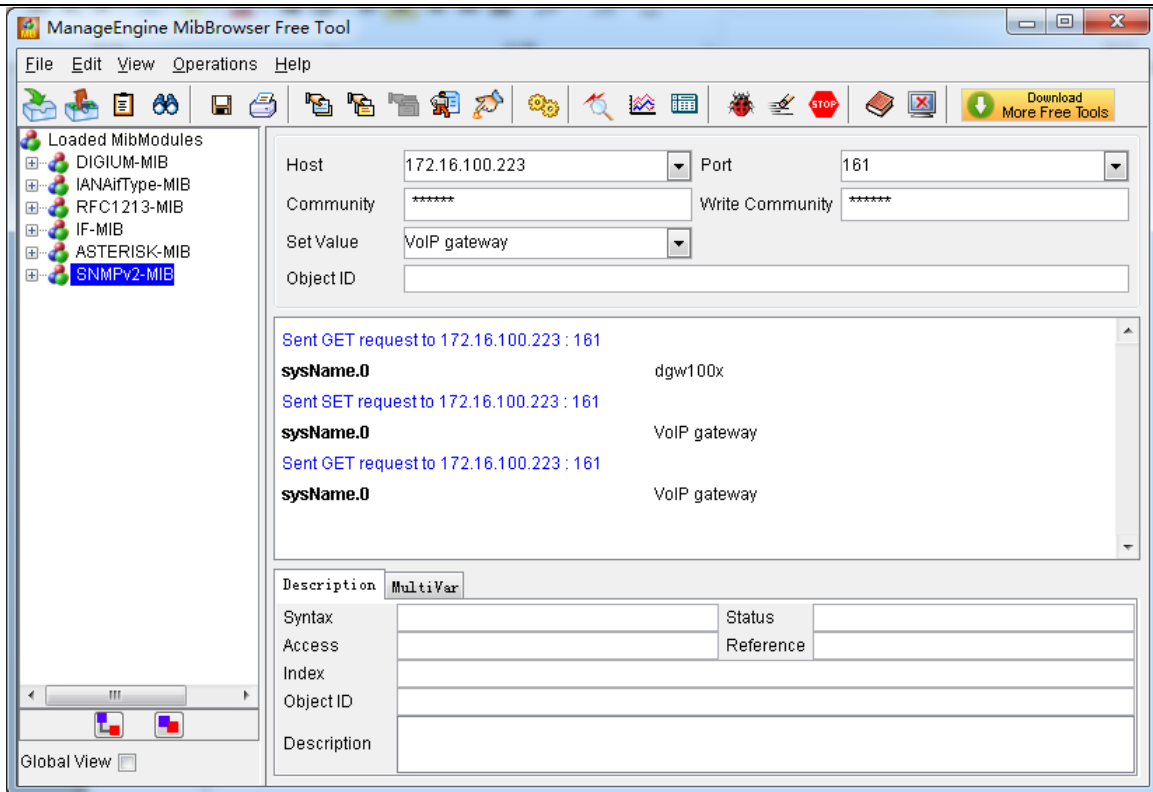 ManageEngine MibBrowser Free Tool
File Edit View Operations Help
STOP
Download
More Free Tools
Loaded MibModules
DIGIUM-MIB
IANAifType-MIB
RFC1213-MIB
IF-MIB
ASTERISK-MIB
SNMPv2-MIB
Host 172.16.100.223 Port 161
Community ****** Write Community ******
Set Value VoIP gateway
Object ID
Sent GET request to 172.16.100.223 : 161
sysName.0 dgw100x
Sent SET request to 172.16.100.223 : 161
sysName.0 VoIP gateway
Sent GET request to 172.16.100.223 : 161
sysName.0 VoIP gateway
Description MultiVar
Syntax Status
Access Reference
Index
Object ID
Description
Global View